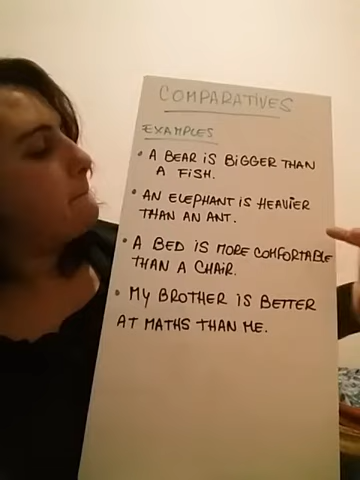 COMPARATIVES
EXAMPLES
• A BEAR iS BiGGER THAN
A FiSH.
• AN ELEPHANT iS HEAViER
THAN AN ANT.
• A BED iS MORE COMFORTABLE
THAN A CHAiR.
• MY BROTHER iS BETTER
AT MATHS THAN ME.